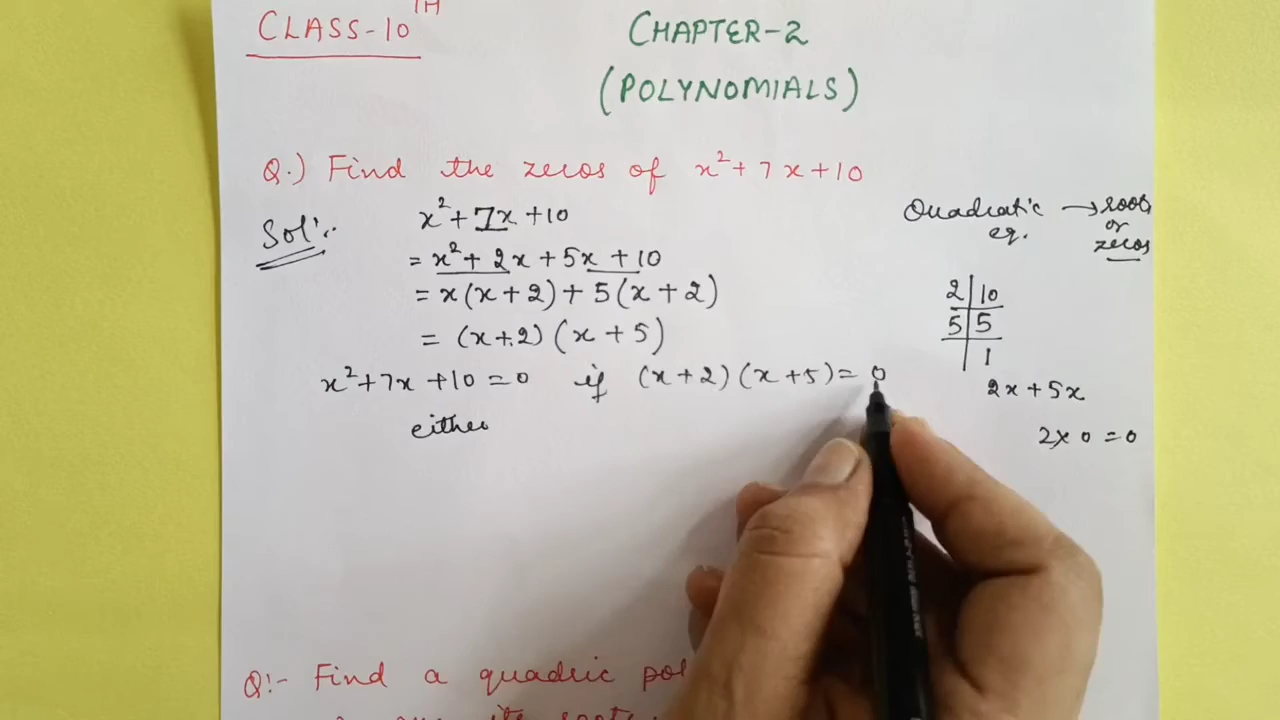 CLASS-10TH
CHAPTER-2
(POLYNOMIALS)
Q.) Find the zeros of x²+7x+10
Sol':.
x²+7x+10
= x²+2x+5x+10
= x(x+2)+5(x+2)
= (x+2)(x+5)
x²+7x+10=0 if (x+2)(x+5)=0
either
Quadratic → roots
eq. or
zeros
2|10
5|5
|1
2x+5x
2x0=0
Q:- Find a quadric pol
its